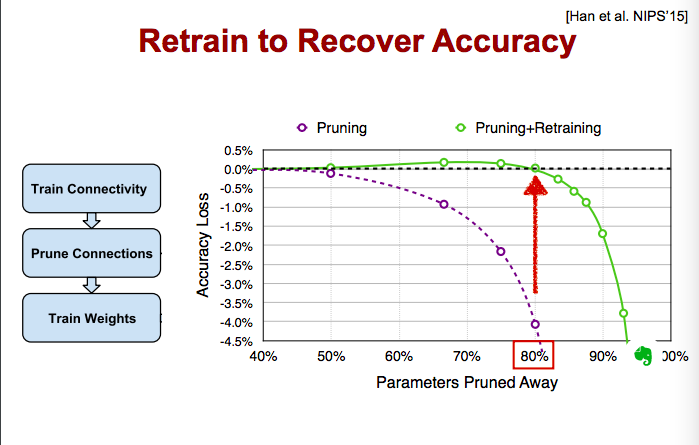 [Han et al. NIPS'15]
Retrain to Recover Accuracy
Pruning
Pruning+Retraining
Train Connectivity
Prune Connections
Train Weights
Accuracy Loss
0.5%
0.0%
-0.5%
-1.0%
-1.5%
-2.0%
-2.5%
-3.0%
-3.5%
-4.0%
-4.5%
40% 50% 60% 70% 80% 90%
Parameters Pruned Away